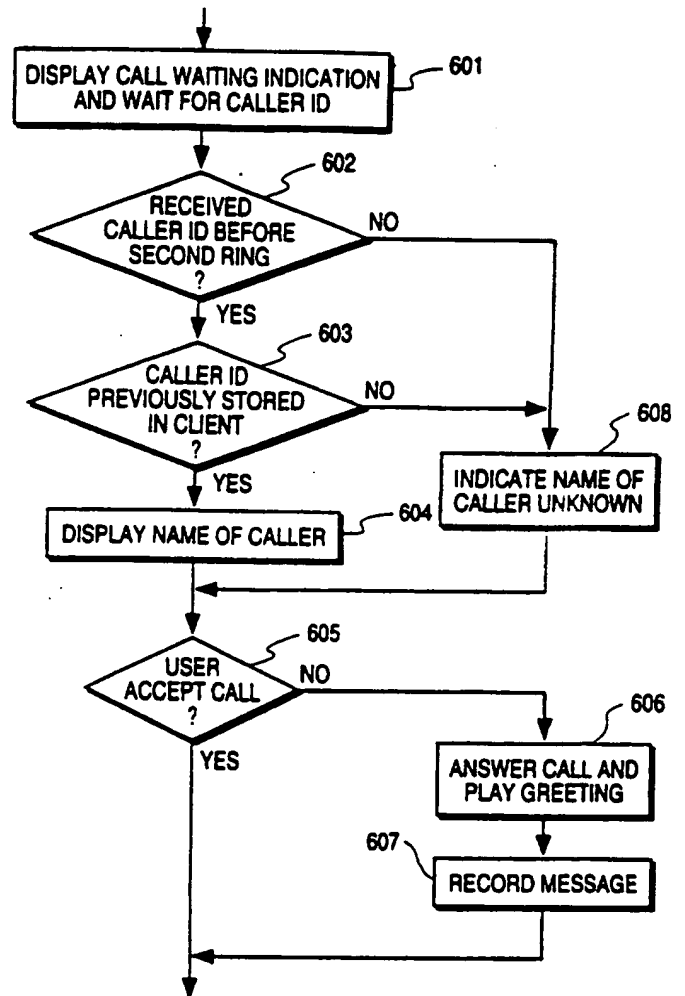 DISPLAY CALL WAITING INDICATION
AND WAIT FOR CALLER ID
601
602
RECEIVED
CALLER ID BEFORE
SECOND RING
?
NO
YES
603
CALLER ID
PREVIOUSLY STORED
IN CLIENT
?
NO
YES
608
INDICATE NAME OF
CALLER UNKNOWN
DISPLAY NAME OF CALLER
604
605
USER
ACCEPT CALL
?
NO
YES
606
ANSWER CALL AND
PLAY GREETING
607
RECORD MESSAGE